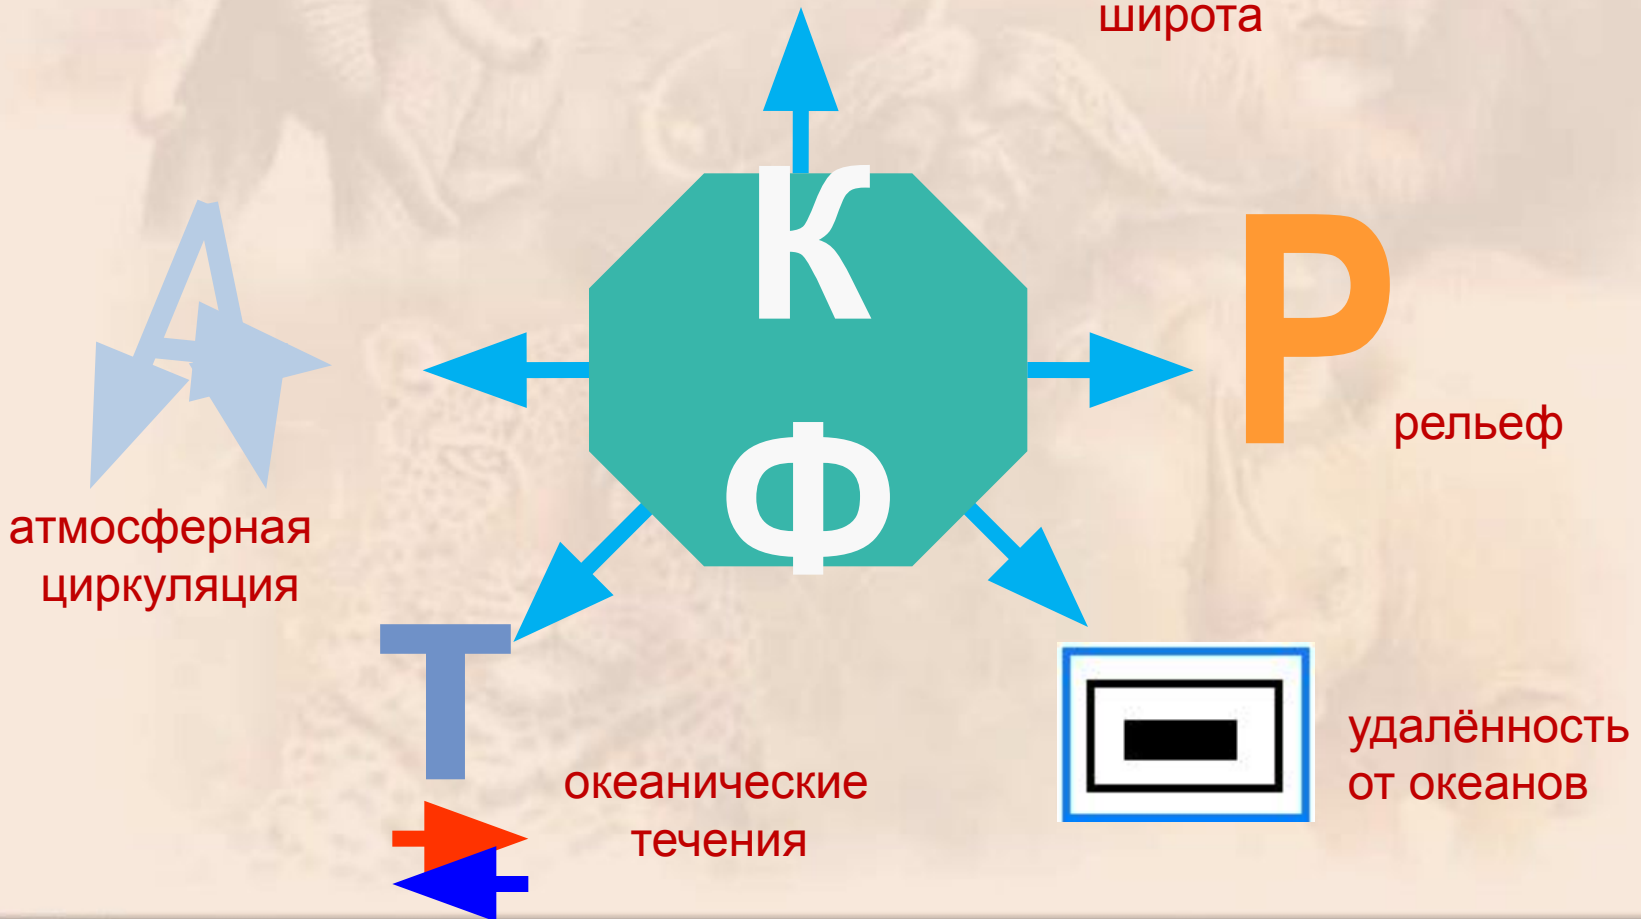 широта
К
Ф
А
Р
рельеф
атмосферная
циркуляция
Т
удалённость
от океанов
океанические
течения